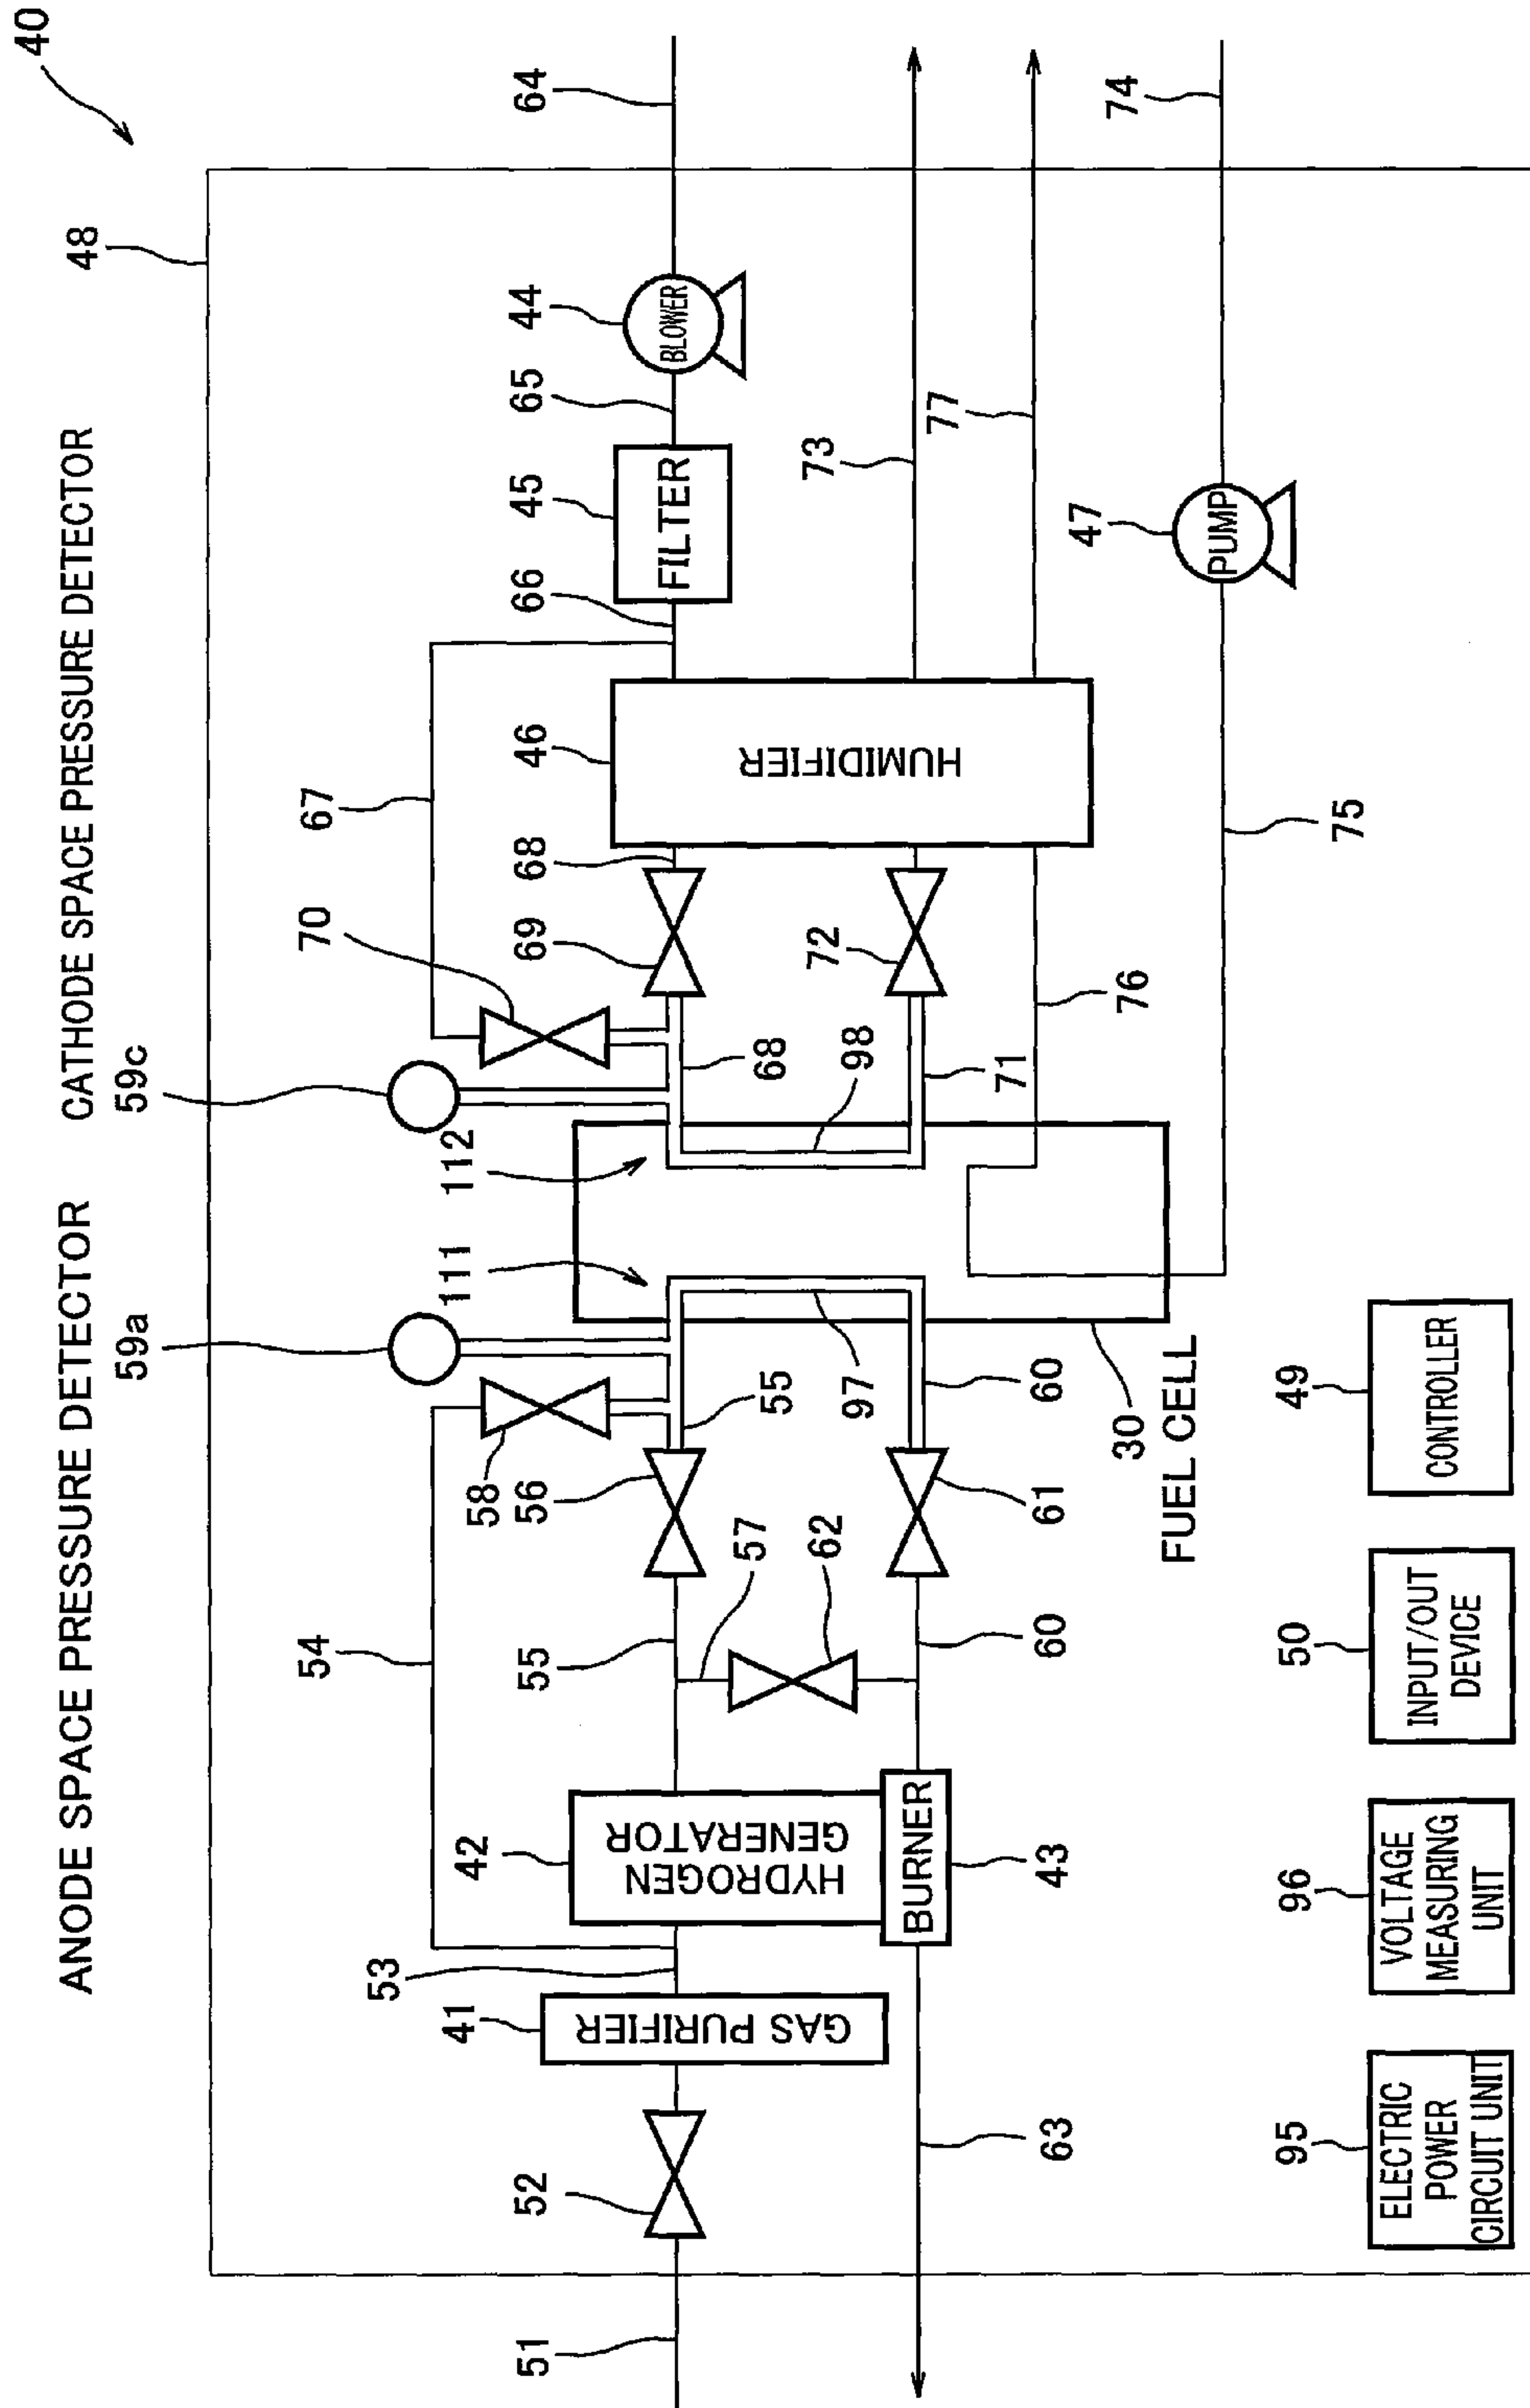 40
48
ANODE SPACE PRESSURE DETECTOR
CATHODE SPACE PRESSURE DETECTOR
59a
59c
54
58
111
112
70
67
51
52
41
GAS PURIFIER
53
42
HYDROGEN
GENERATOR
55
57
56
55
68
69
68
46
HUMIDIFIER
66
45
FILTER
65
44
BLOWER
64
62
97
98
72
73
63
43
BURNER
60
61
60
71
77
30
FUEL CELL
76
75
47
PUMP
74
95
ELECTRIC
POWER
CIRCUIT UNIT
96
VOLTAGE
MEASURING
UNIT
50
INPUT/OUT
DEVICE
49
CONTROLLER